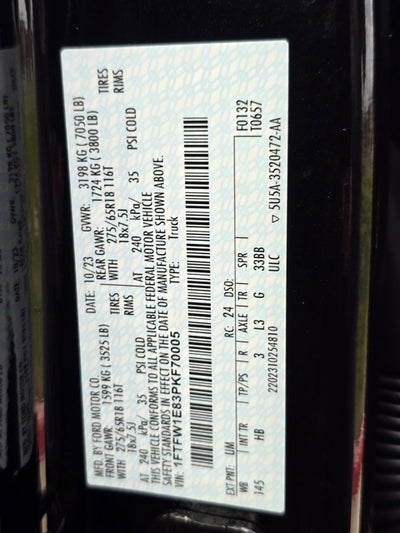 MFD. BY FORD MOTOR CO.
DATE: 10/23 GVWR: 3198 KG ( 7050 LB)
FRONT GAWR: 1599 KG ( 3525 LB) REAR GAWR: 1724 KG ( 3800 LB)
WITH 275/65R18 116T TIRES WITH 275/65R18 116T TIRES
18x7.5J RIMS 18x7.5J RIMS
AT 240 kPa/ 35 PSI COLD AT 240 kPa/ 35 PSI COLD
THIS VEHICLE CONFORMS TO ALL APPLICABLE FEDERAL MOTOR VEHICLE
SAFETY STANDARDS IN EFFECT ON THE DATE OF MANUFACTURE SHOWN ABOVE.
VIN: 1FTFW1E83PKF70005 TYPE: Truck
F0132
T0657
EXT PNT: UM RC: 24 DSO:
WB INT TR TP/PS R AXLE TR SPR
145 HB 3 L3 G 33BB
2202310254810 ULC
▽ 5U5A-3520472-AA